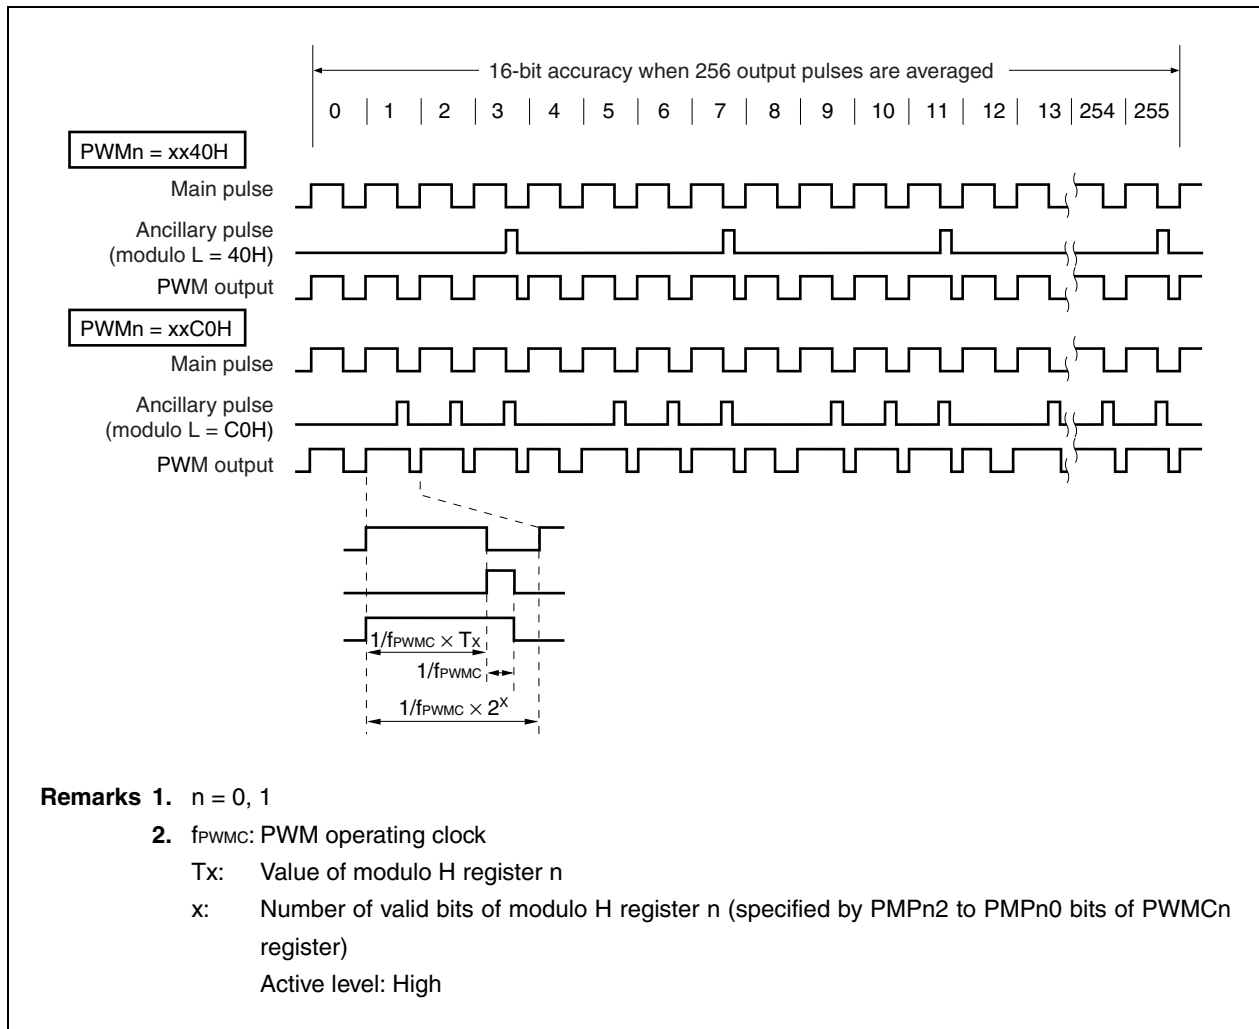 16-bit accuracy when 256 output pulses are averaged
0 1 2 3 4 5 6 7 8 9 10 11 12 13 254 255
PWMn = xx40H
Main pulse
Ancillary pulse
(modulo L = 40H)
PWM output
PWMn = xxC0H
Main pulse
Ancillary pulse
(modulo L = C0H)
PWM output
1/fPWMC × Tx
1/fPWMC
1/fPWMC × 2^X
Remarks 1. n = 0, 1
2. fPWMC: PWM operating clock
Tx: Value of modulo H register n
x: Number of valid bits of modulo H register n (specified by PMPn2 to PMPn0 bits of PWMCn
register)
Active level: High